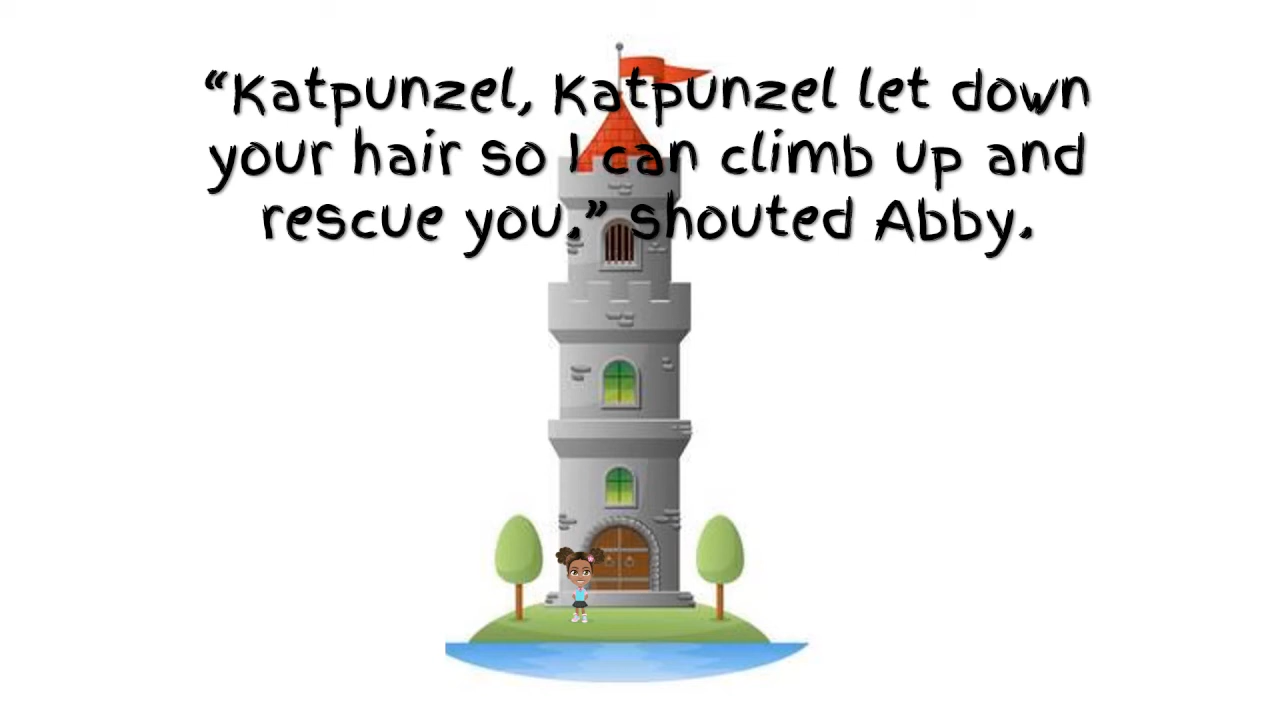 “Katpunzel, Katpunzel let down
your hair so I can climb up and
rescue you.” shouted Abby.